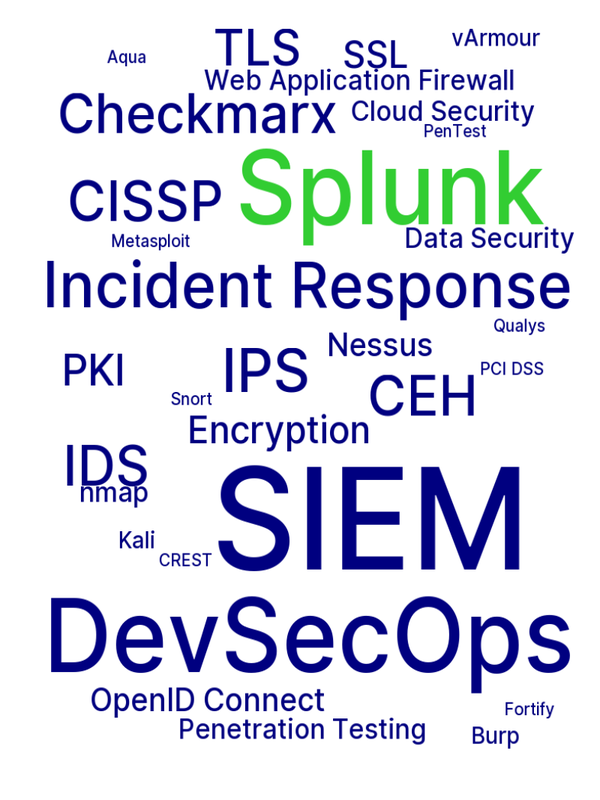 TLS
SSL
vArmour
Aqua
Web Application Firewall
Checkmarx
Cloud Security
PenTest
Splunk
CISSP
Metasploit
Data Security
Incident Response
Qualys
Nessus
PKI
IPS
PCI DSS
CEH
Snort
Encryption
IDS
nmap
SIEM
Kali
CREST
DevSecOps
OpenID Connect
Fortify
Penetration Testing
Burp